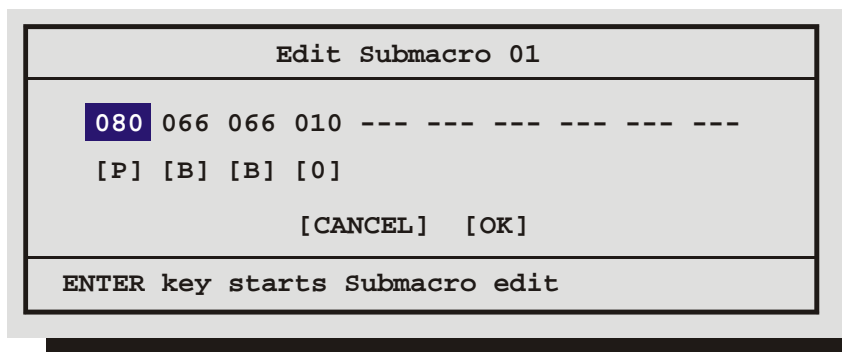 Edit Submacro 01
080 066 066 010 --- --- --- --- --- ---
[P] [B] [B] [0]
[CANCEL] [OK]
ENTER key starts Submacro edit